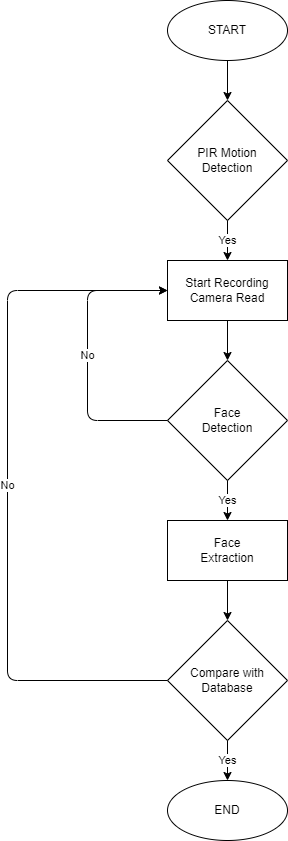 START
PIR Motion
Detection
Yes
Start Recording
Camera Read
No
Face
Detection
No
Yes
Face
Extraction
Compare with
Database
Yes
END